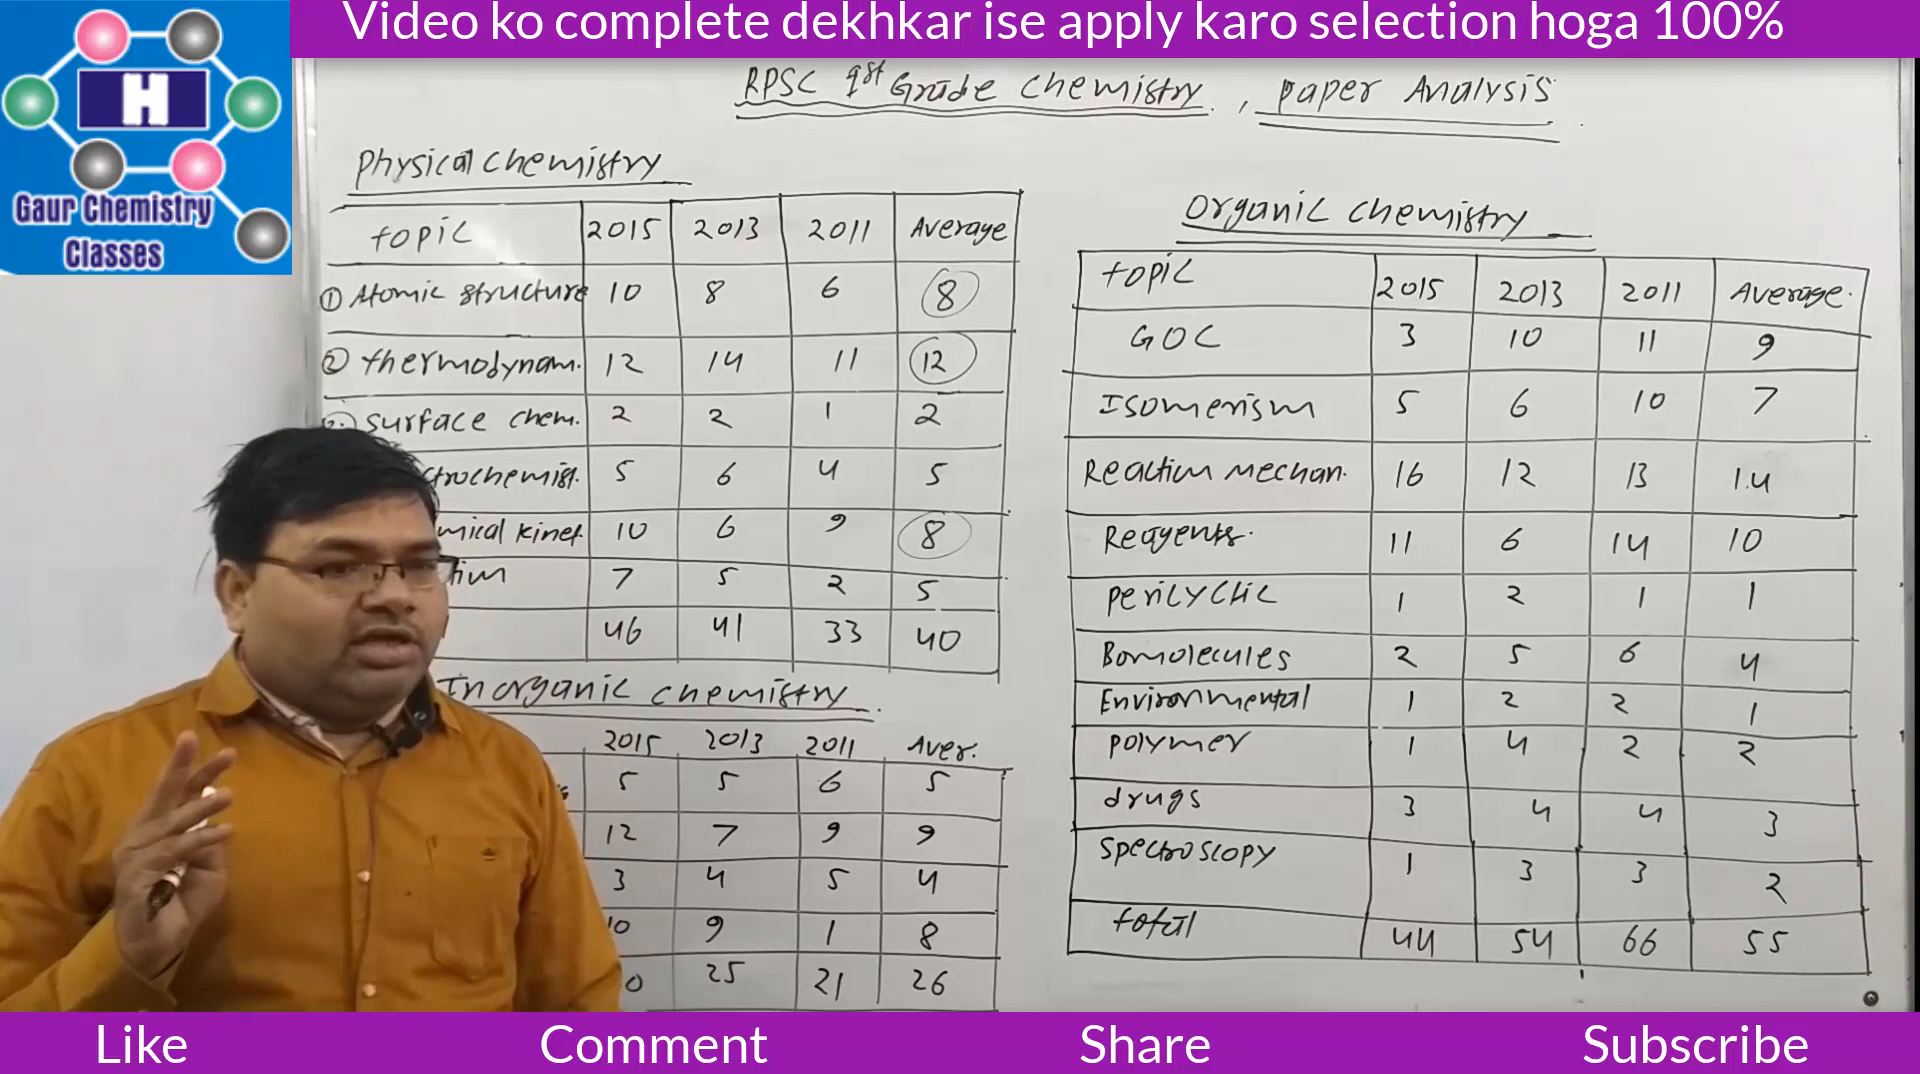 Video ko complete dekhkar ise apply karo selection hoga 100%
H
Gaur Chemistry
Classes
RPSC 1st Grade Chemistry, paper Analysis
Physical chemistry
topic 2015 2013 2011 Average
① Atomic structure 10 8 6 8
② thermodynam. 12 14 11 12
surface chem. 2 2 1 2
trochemist. 5 6 4 5
mical kinet. 10 6 9 8
7 5 2 5
46 41 33 40
Inorganic chemistry
2015 2013 2011 Aver.
5 5 6 5
12 7 9 9
3 4 5 4
10 9 1 8
0 25 21 26
organic chemistry
topic 2015 2013 2011 Average.
GOC 3 10 11 9
Isomerism 5 6 10 7
Reaction mechan. 16 12 13 14
Reagents. 11 6 14 10
pericyclic 1 2 1 1
Bomolecules 2 5 6 4
Environmental 1 2 2 1
polymer 1 4 2 2
drugs 3 4 4 3
spectroscopy 1 3 3 2
total 44 54 66 55
Like Comment Share Subscribe